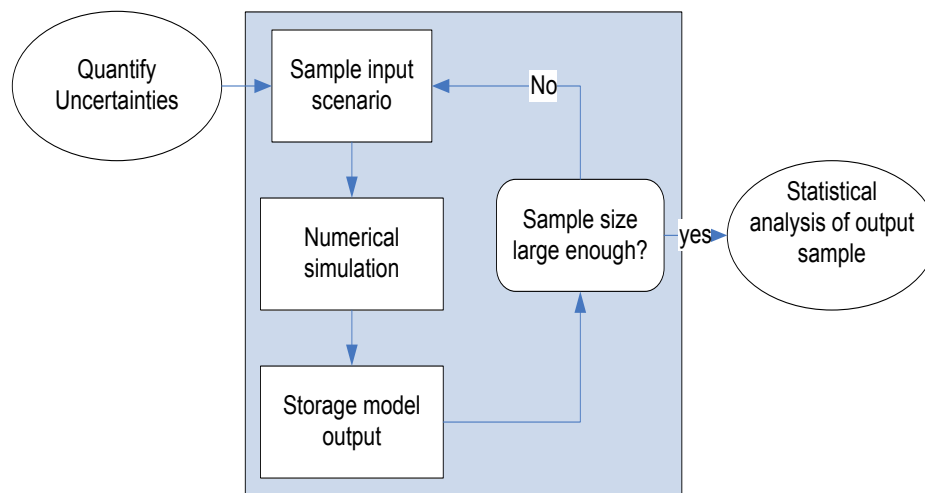 Quantify
Uncertainties
Sample input
scenario
No
Numerical
simulation
Sample size
large enough?
yes
Statistical
analysis of output
sample
Storage model
output